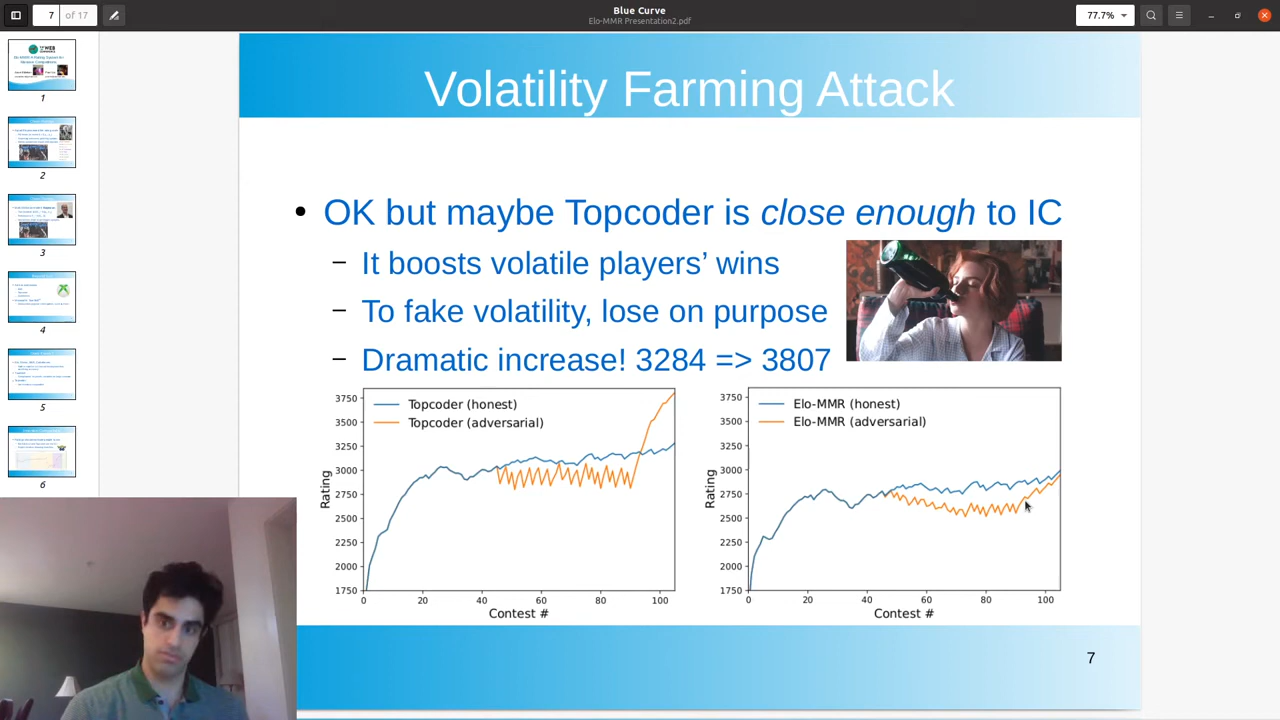 Blue Curve
Elo-MMR Presentation2.pdf
7 of 17
77.7%
1
2
3
4
5
6
Volatility Farming Attack
• OK but maybe Topcoder is close enough to IC
– It boosts volatile players’ wins
– To fake volatility, lose on purpose
– Dramatic increase! 3284 => 3807
Topcoder (honest)
Topcoder (adversarial)
3750
3500
3250
3000
2750
2500
2250
2000
1750
Rating
0 20 40 60 80 100
Contest #
Elo-MMR (honest)
Elo-MMR (adversarial)
3750
3500
3250
3000
2750
2500
2250
2000
1750
Rating
0 20 40 60 80 100
Contest #
7